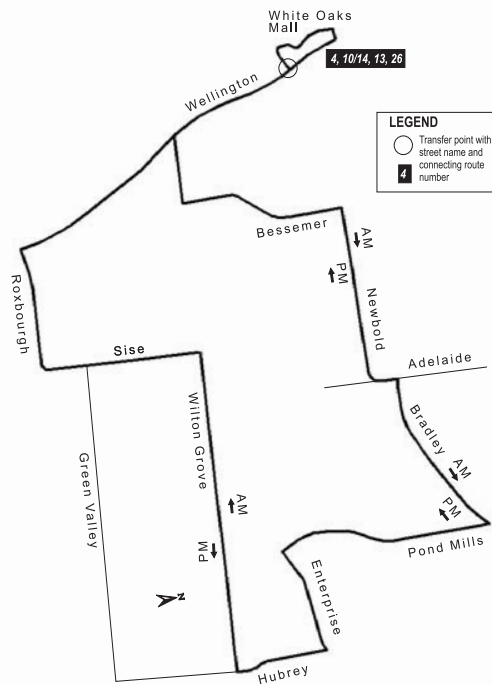 White Oaks
Mall
4, 10/14, 13, 26
Wellington
LEGEND
Transfer point with
street name and
connecting route
number
4
Bessemer
AM
PM
Newbold
Roxbourgh
Sise
Adelaide
Wilton Grove
Bradley
Green Valley
AM
PM
AM
PM
Pond Mills
Enterprise
N
Hubrey